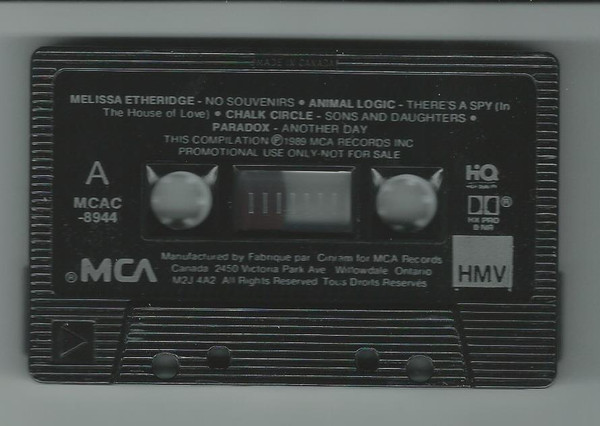 MADE IN CANADA
MELISSA ETHERIDGE - NO SOUVENIRS • ANIMAL LOGIC - THERE'S A SPY (In
The House of Love) • CHALK CIRCLE - SONS AND DAUGHTERS •
PARADOX - ANOTHER DAY
THIS COMPILATION ℗1989 MCA RECORDS INC
PROMOTIONAL USE ONLY-NOT FOR SALE
A
MCAC
-8944
HQ
HX PRO
B NR
®MCA
Manufactured by Fabriqué par Cinram for MCA Records
Canada 2450 Victoria Park Ave Willowdale Ontario
M2J 4A2 All Rights Reserved Tous Droits Reservés
HMV